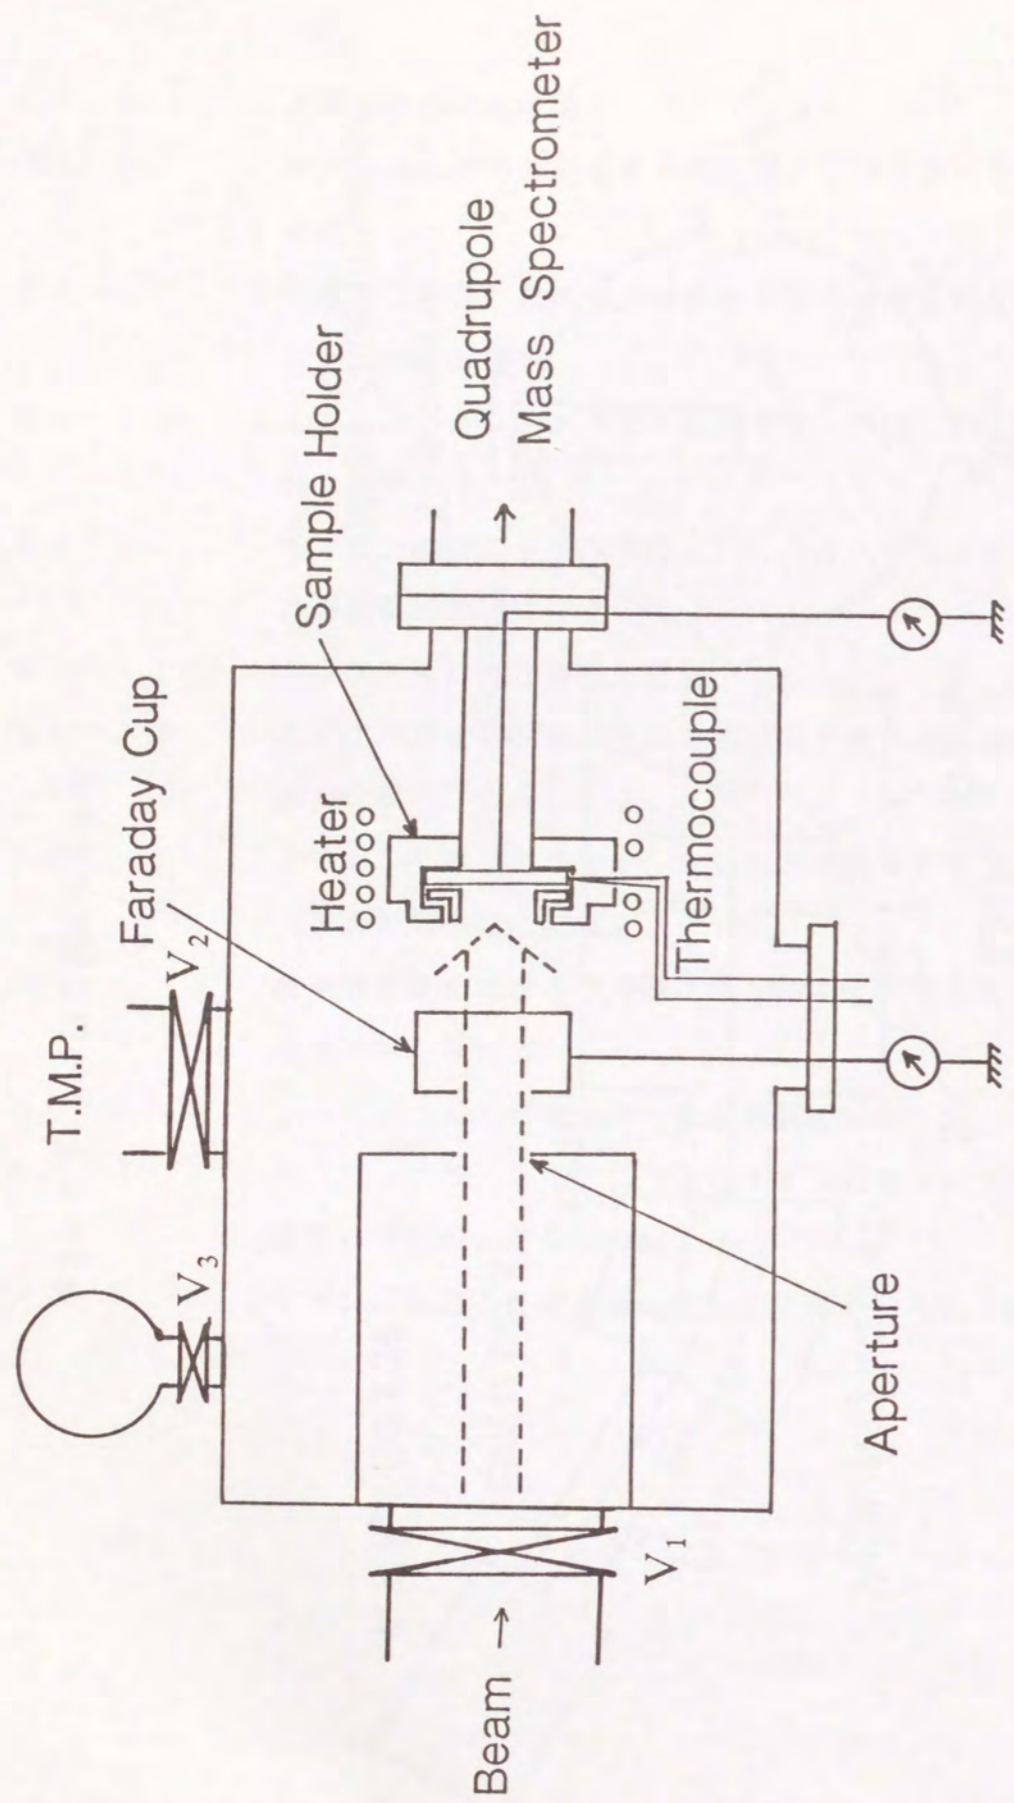 T.M.P.
V3
V2
Faraday Cup
Heater
Sample Holder
Quadrupole
Mass Spectrometer
Beam →
V1
Aperture
Thermocouple